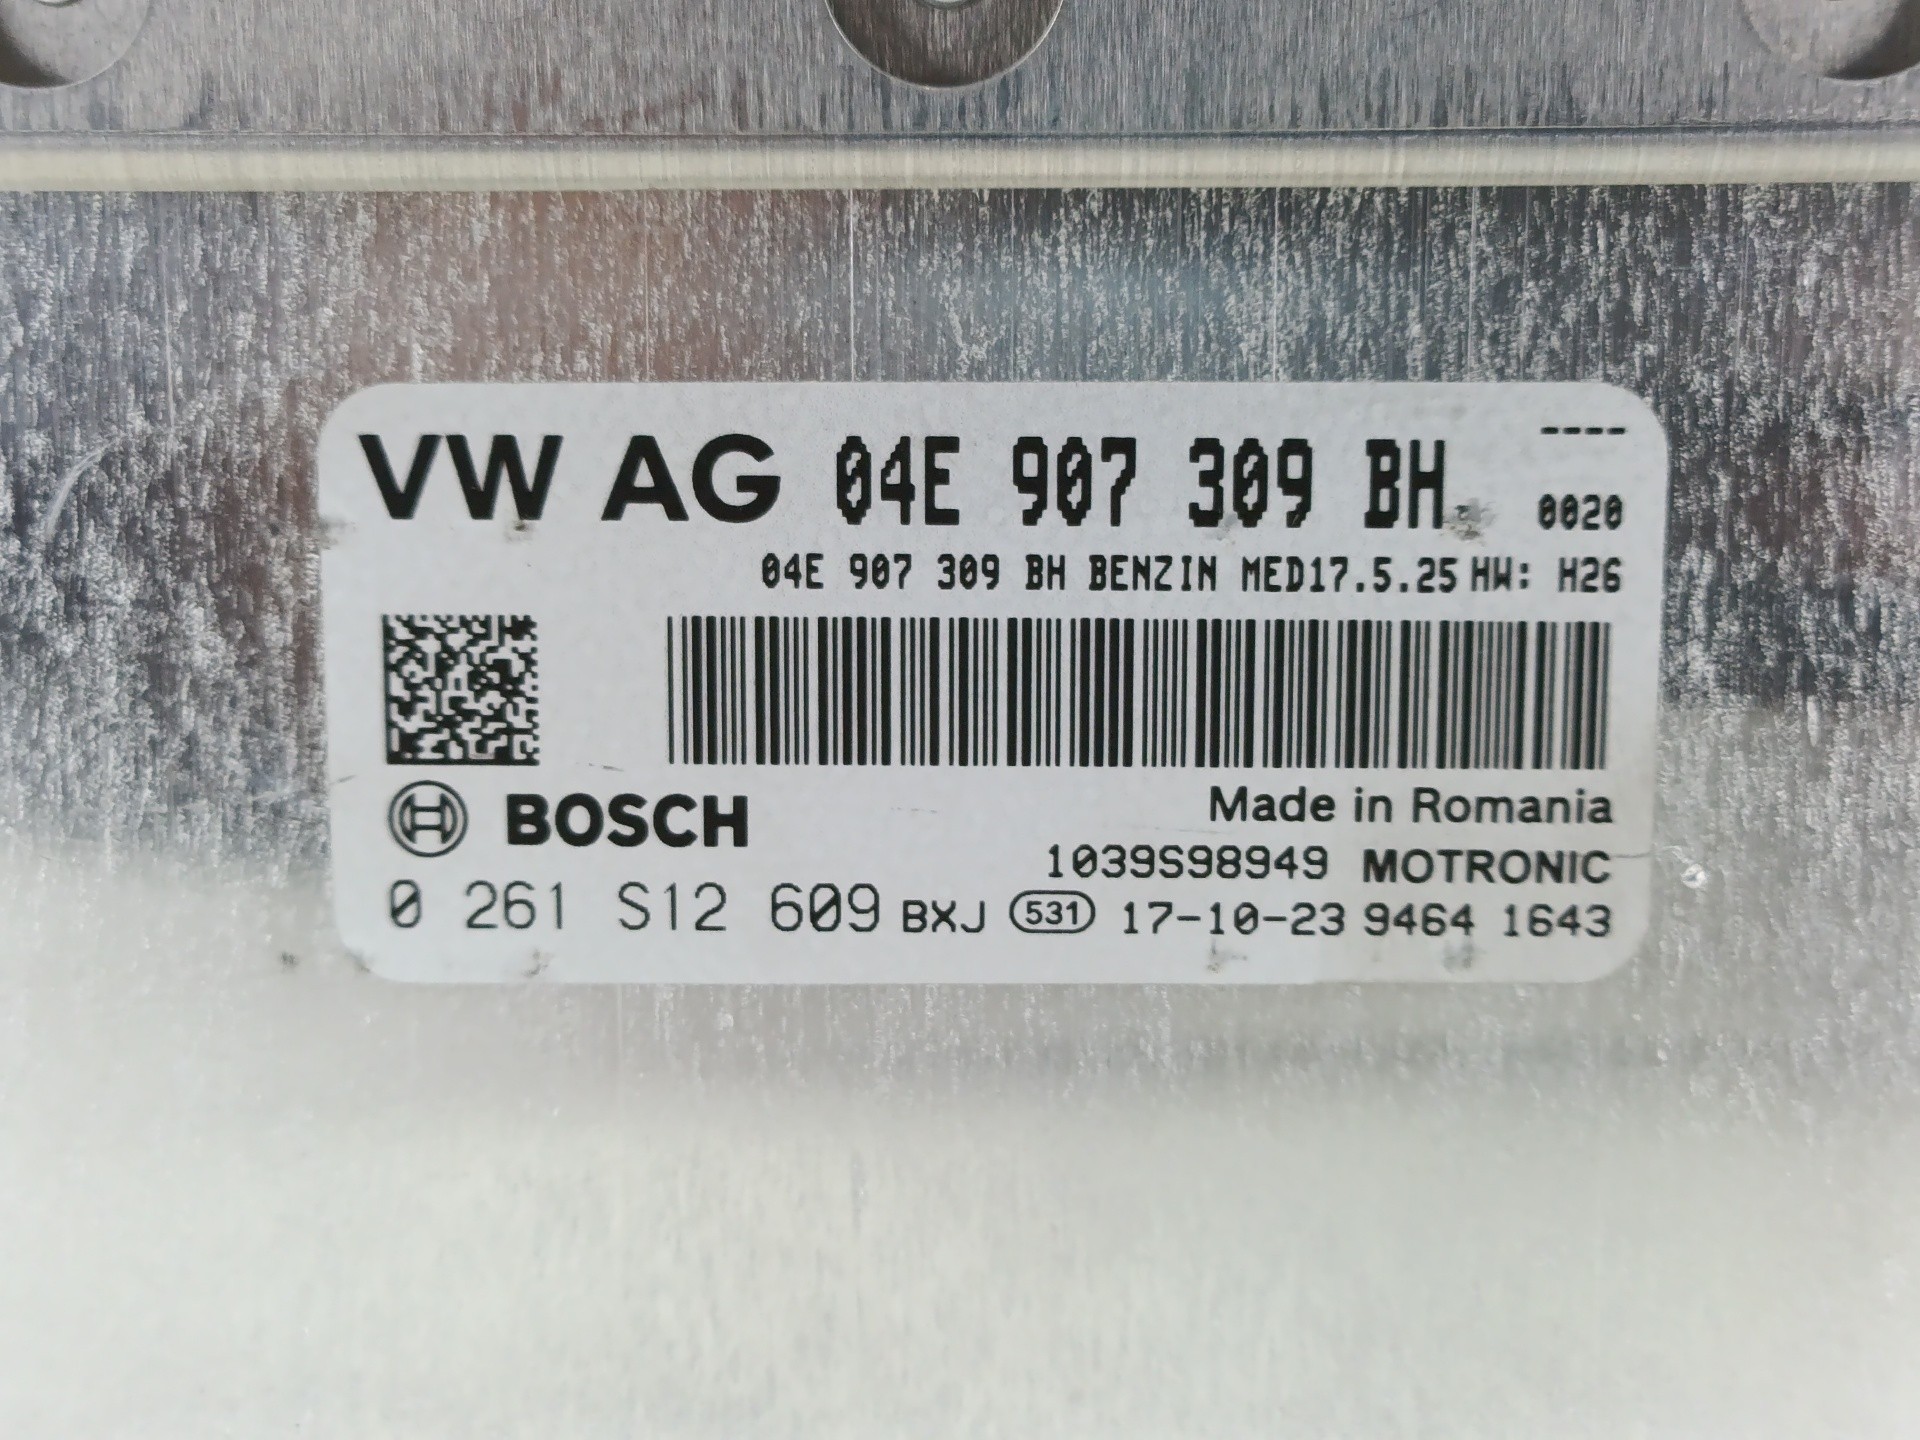 VW AG 04E 907 309 BH ----
0020
04E 907 309 BH BENZIN MED17.5.25 HW: H26
BOSCH
Made in Romania
1039S98949 MOTRONIC
0 261 S12 609 BXJ 531 17-10-23 9464 1643